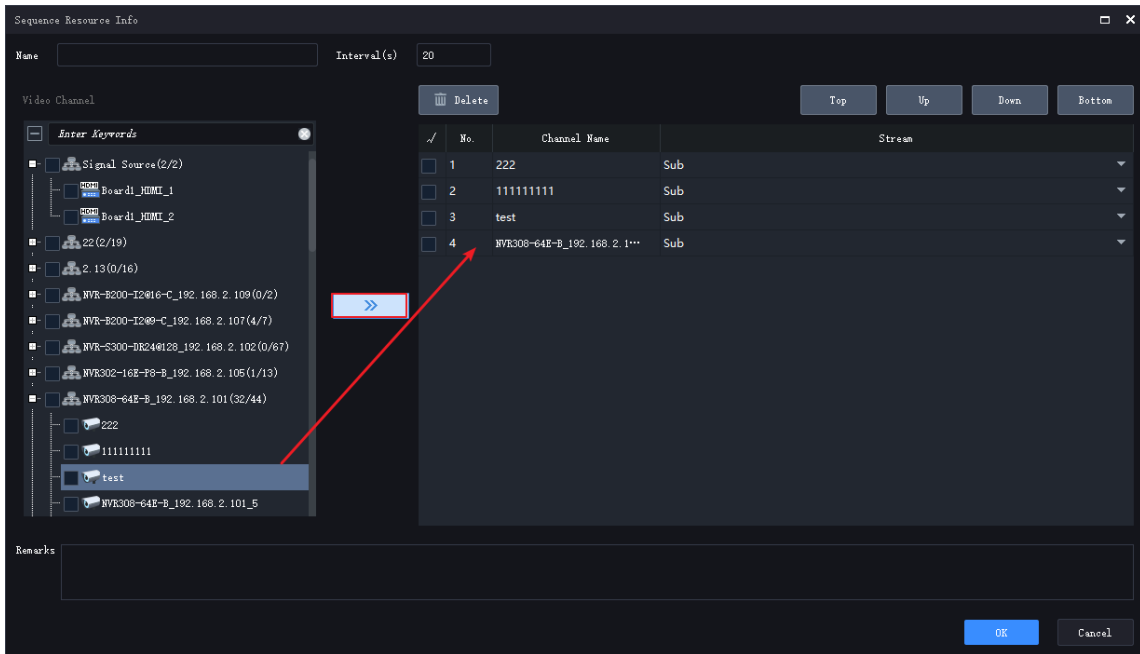 Sequence Resource Info
Name
Interval(s) 20
Video Channel
Delete Top Up Down Bottom
Enter Keywords
No. Channel Name Stream
Signal Source(2/2)
Board1_HDMI_1
Board1_HDMI_2
22(2/19)
2.13(0/16)
NVR-B200-I2@16-C_192.168.2.109(0/2)
NVR-B200-I2@9-C_192.168.2.107(4/7)
NVR-S300-DR24@128_192.168.2.102(0/67)
NVR302-16E-P8-B_192.168.2.105(1/13)
NVR308-64E-B_192.168.2.101(32/44)
222
111111111
test
NVR308-64E-B_192.168.2.101_5
1 222 Sub
2 111111111 Sub
3 test Sub
4 NVR308-64E-B_192.168.2.1··· Sub
Remarks
OK Cancel